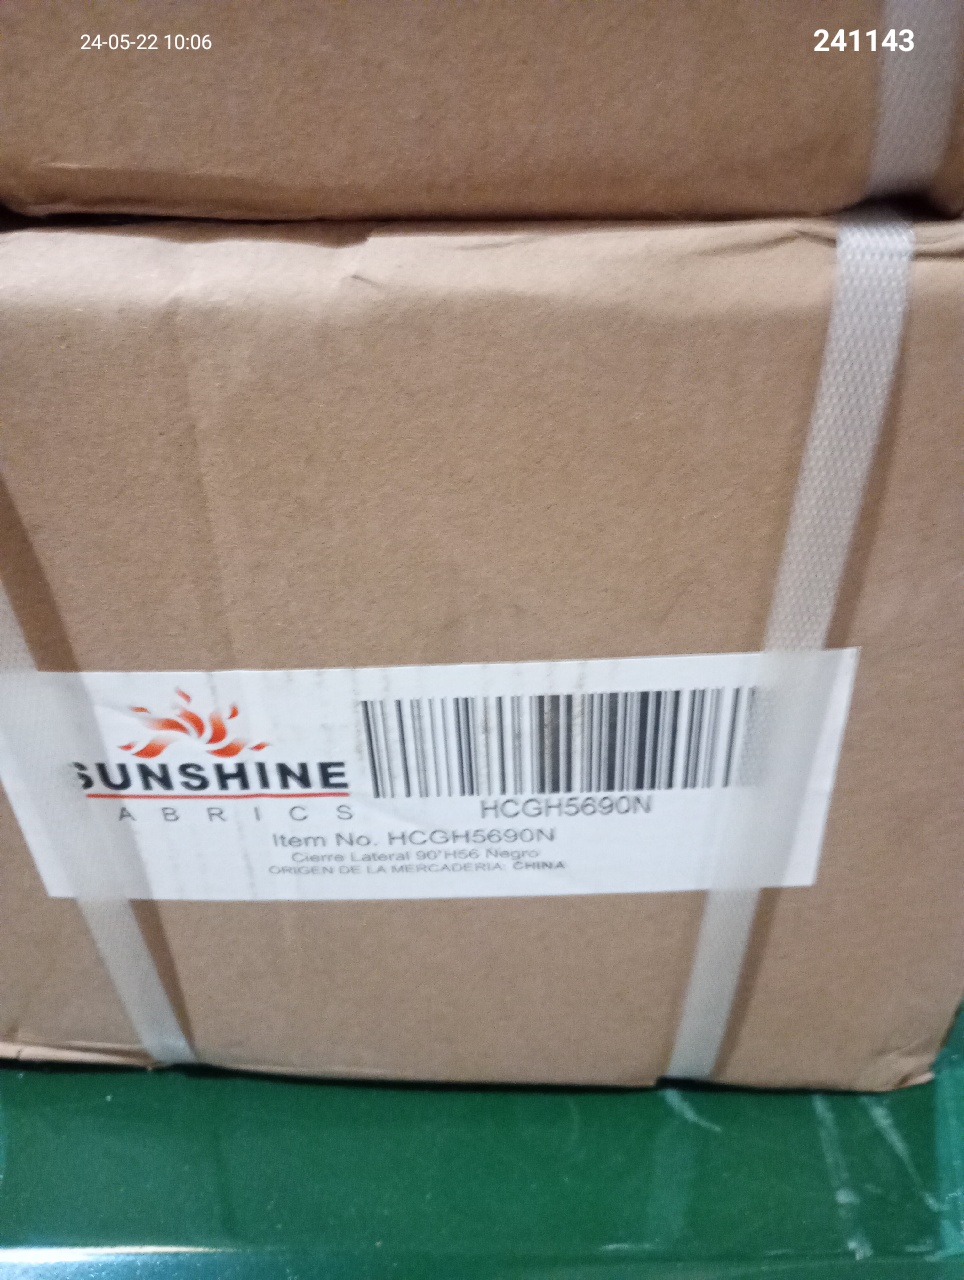 24-05-22 10:06
241143
SUNSHINE
ABRICS
HCGH5690N
Item No. HCGH5690N
Cierre Lateral 90"H56 Negro
ORIGEN DE LA MERCADERIA: CHINA